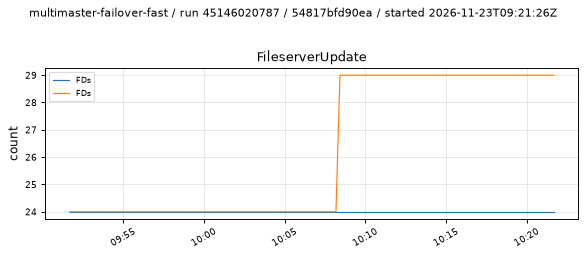 multimaster-failover-fast / run 45146020787 / 54817bfd90ea / started 2026-11-23T09:21:26Z
FileserverUpdate
FDs
FDs
count
29
28
27
26
25
24
09:55
10:00
10:05
10:10
10:15
10:20